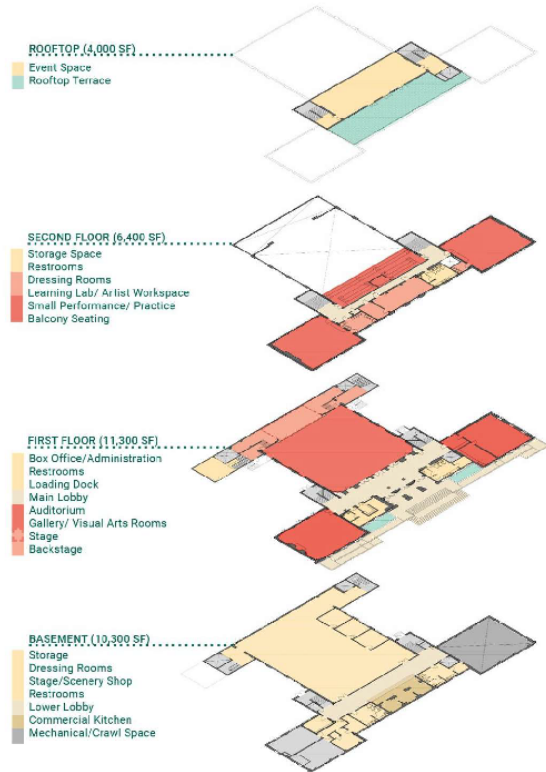 ROOFTOP (4,000 SF)
Event Space
Rooftop Terrace
SECOND FLOOR (6,400 SF)
Storage Space
Restrooms
Dressing Rooms
Learning Lab/ Artist Workspace
Small Performance/ Practice
Balcony Seating
FIRST FLOOR (11,300 SF)
Box Office/Administration
Restrooms
Loading Dock
Main Lobby
Auditorium
Gallery/ Visual Arts Rooms
Stage
Backstage
BASEMENT (10,300 SF)
Storage
Dressing Rooms
Stage/Scenery Shop
Restrooms
Lower Lobby
Commercial Kitchen
Mechanical/Crawl Space